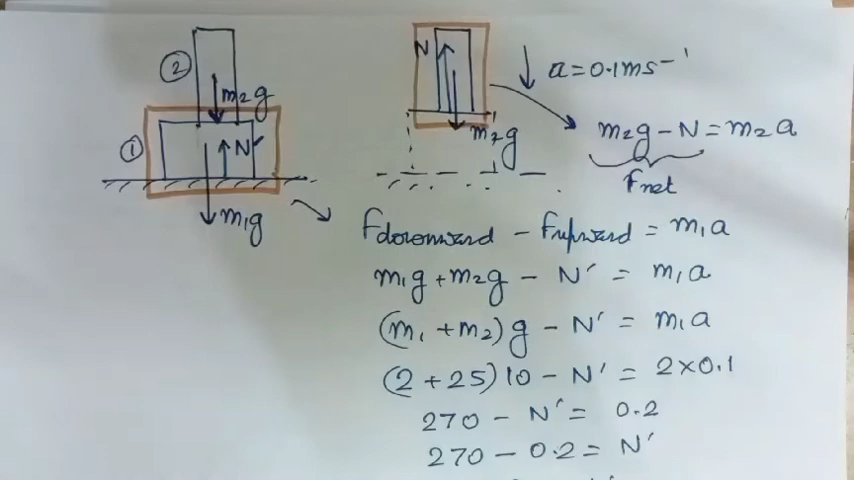 ②
m₂g
①
N'
m₁g
N
m₂g
a = 0.1ms⁻¹
m₂g - N = m₂a
Fnet
Fdownward - Fupward = m₁a
m₁g + m₂g - N' = m₁a
(m₁ + m₂)g - N' = m₁a
(2 + 25)10 - N' = 2×0.1
270 - N' = 0.2
270 - 0.2 = N'